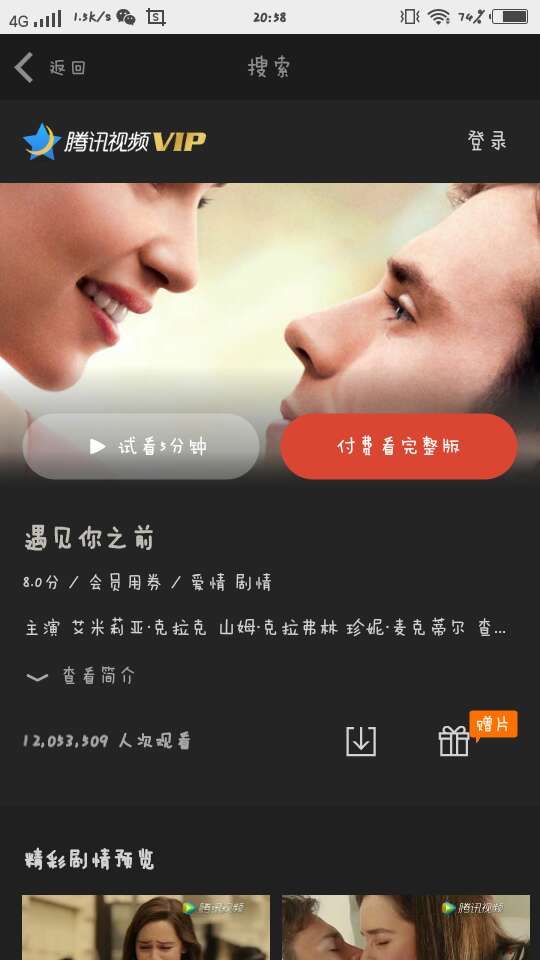 4G 1.5k/s S 20:58 74%
返回 搜索
腾讯视频VIP 登录
试看5分钟 付费看完整版
遇见你之前
8.0分 / 会员用券 / 爱情 剧情
主演 艾米莉亚·克拉克 山姆·克拉弗林 珍妮·麦克蒂尔 查...
查看简介
12,053,509 人次观看 赠片
精彩剧情预览
腾讯视频 腾讯视频